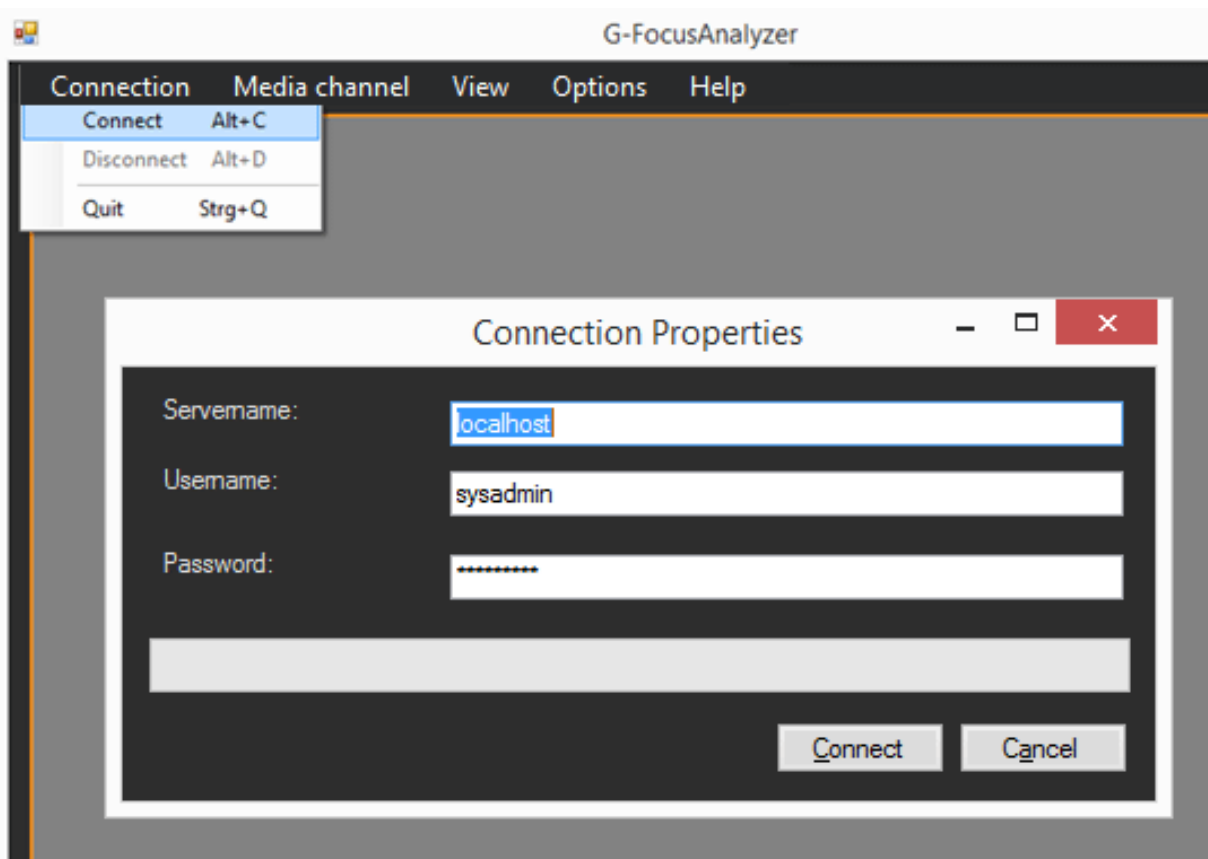 G-FocusAnalyzer
Connection Media channel View Options Help
Connect Alt+C
Disconnect Alt+D
Quit Strg+Q
Connection Properties
Servername:
localhost
Username:
sysadmin
Password:
*********
Connect Cancel